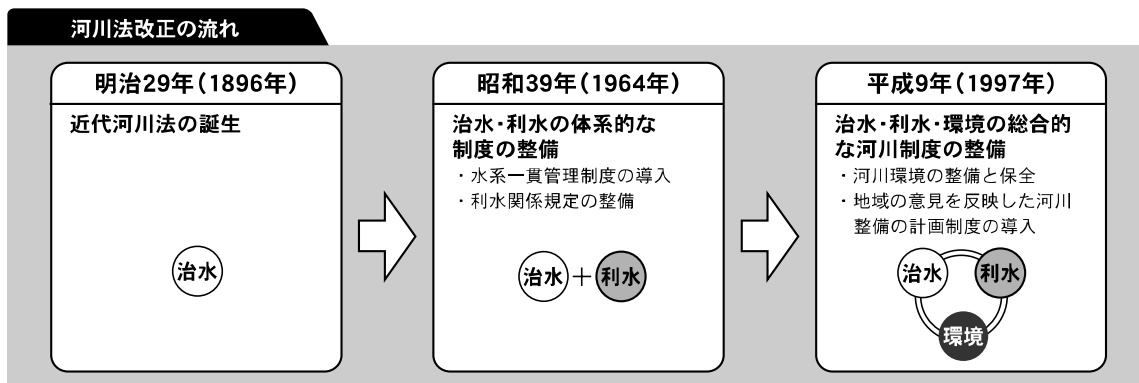 河川法改正の流れ
明治29年（1896年）
近代河川法の誕生
治水
昭和39年（1964年）
治水・利水の体系的な
制度の整備
・水系一貫管理制度の導入
・利水関係規定の整備
治水＋利水
平成9年（1997年）
治水・利水・環境の総合的
な河川制度の整備
・河川環境の整備と保全
・地域の意見を反映した河川
整備の計画制度の導入
治水 利水
環境